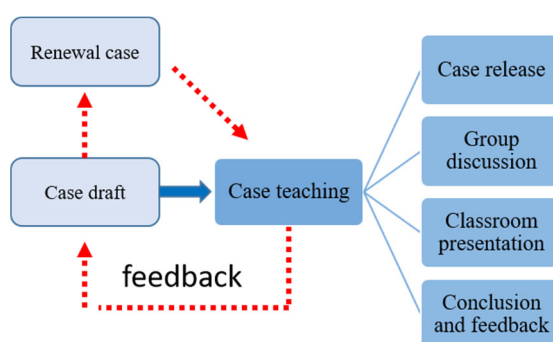 Renewal case
Case draft
Case teaching
feedback
Case release
Group
discussion
Classroom
presentation
Conclusion
and feedback